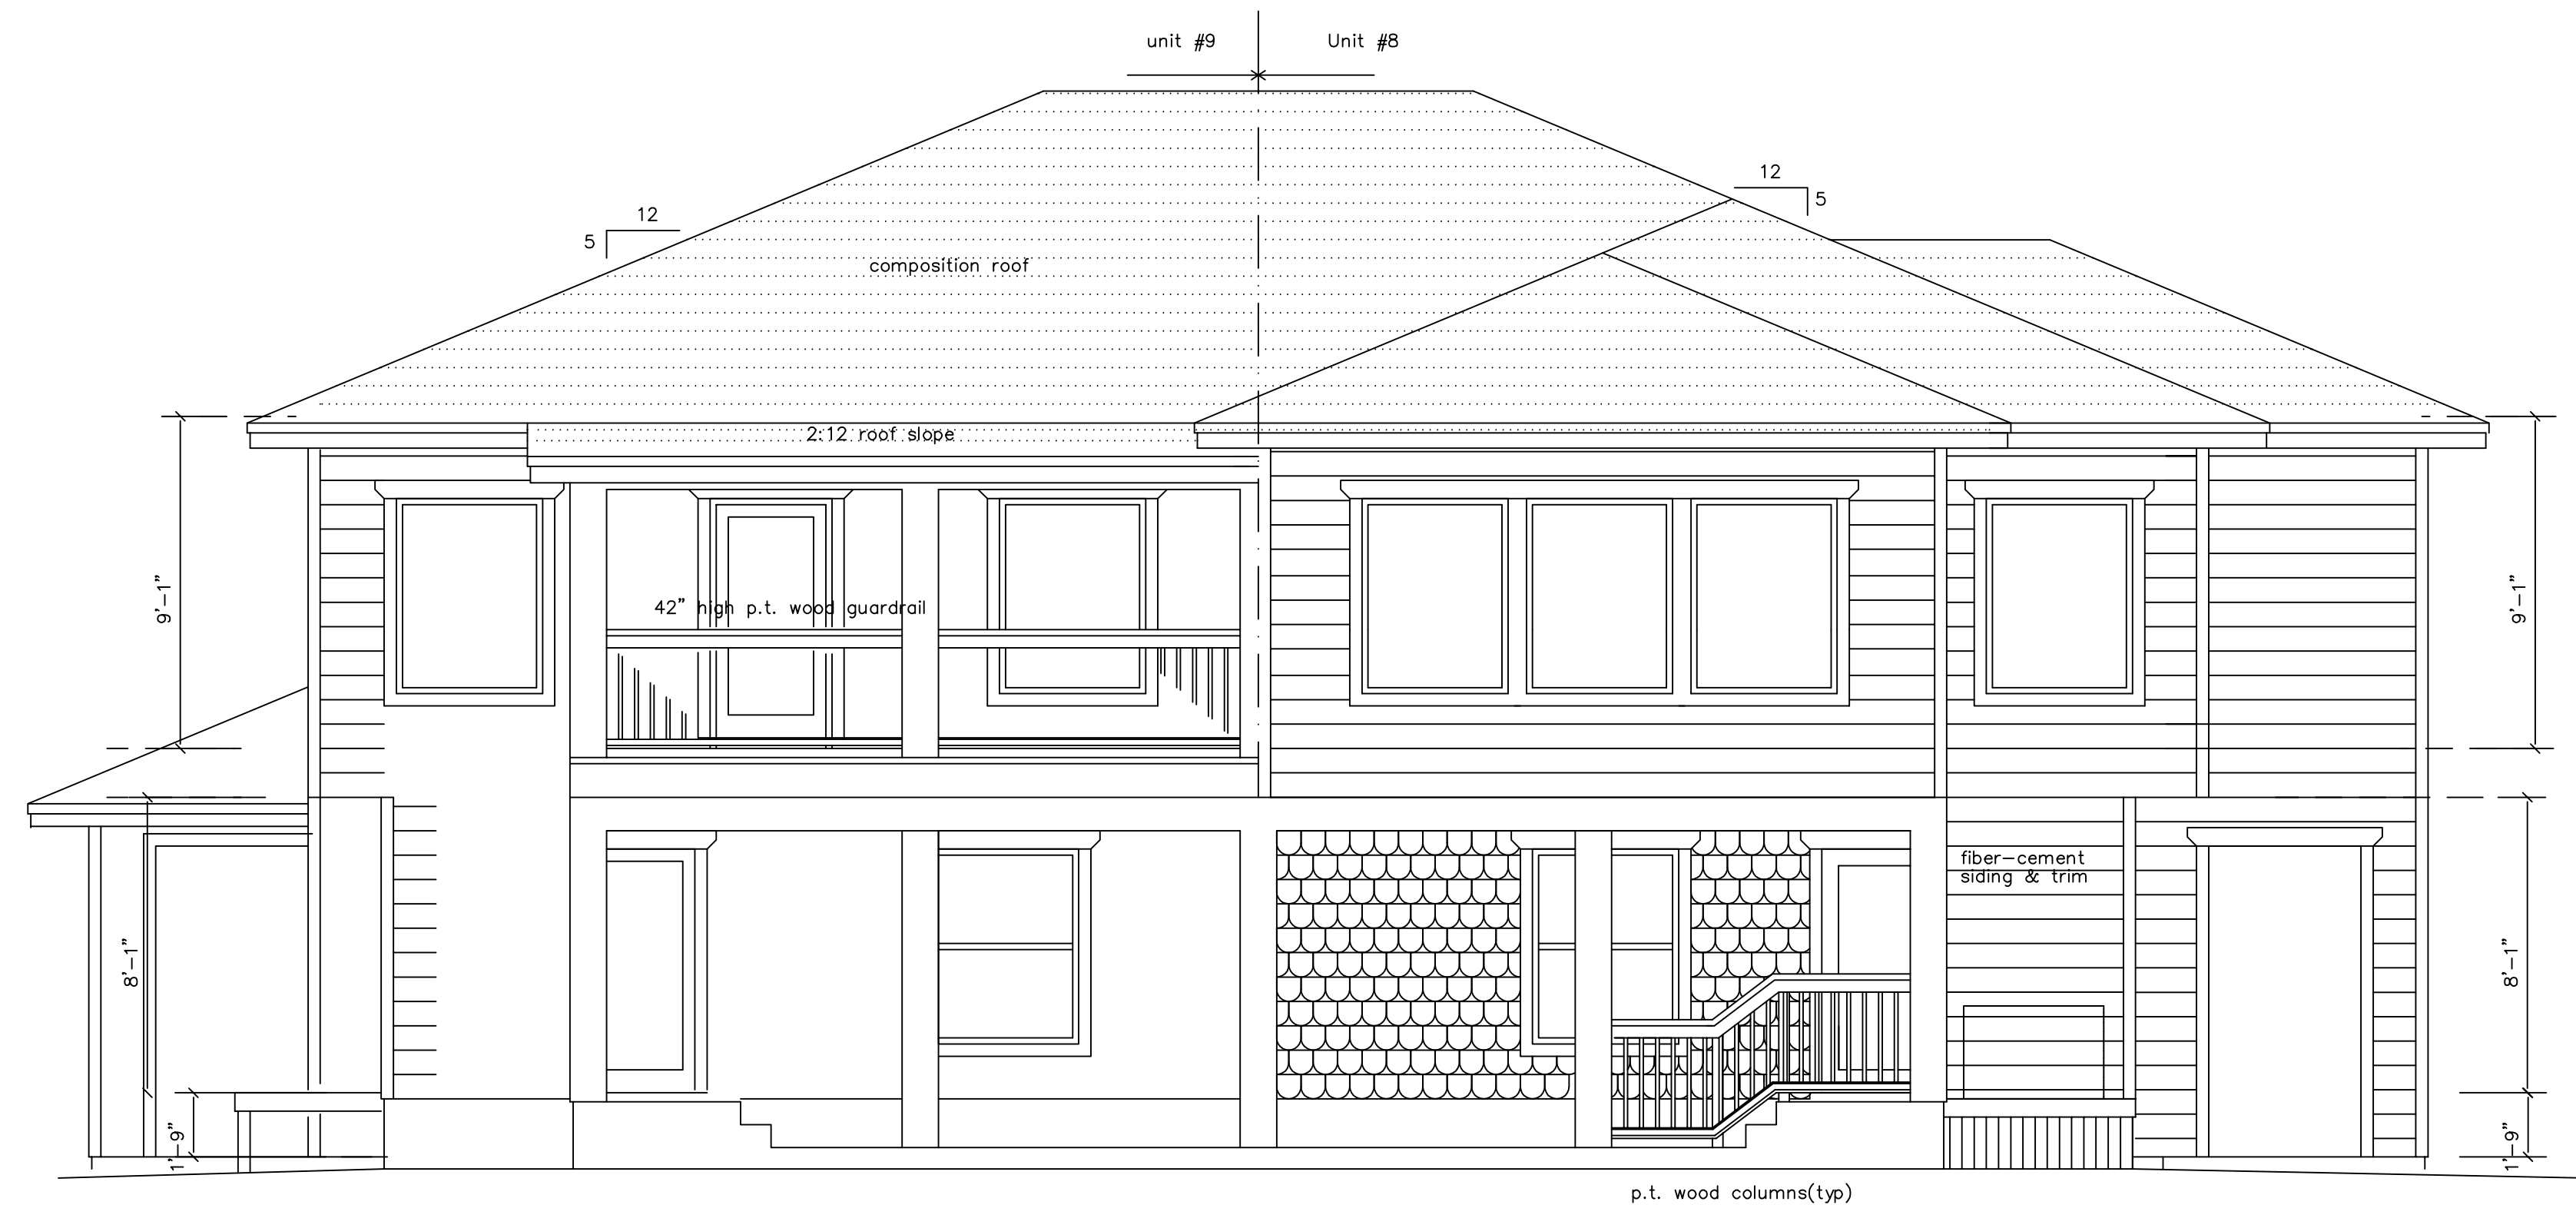 unit #9
Unit #8
12
5
12
5
composition roof
2:12 roof slope
9'-1"
42" high p.t. wood guardrail
9'-1"
fiber-cement
siding & trim
8'-1"
8'-1"
1'-9"
1'-9"
p.t. wood columns(typ)